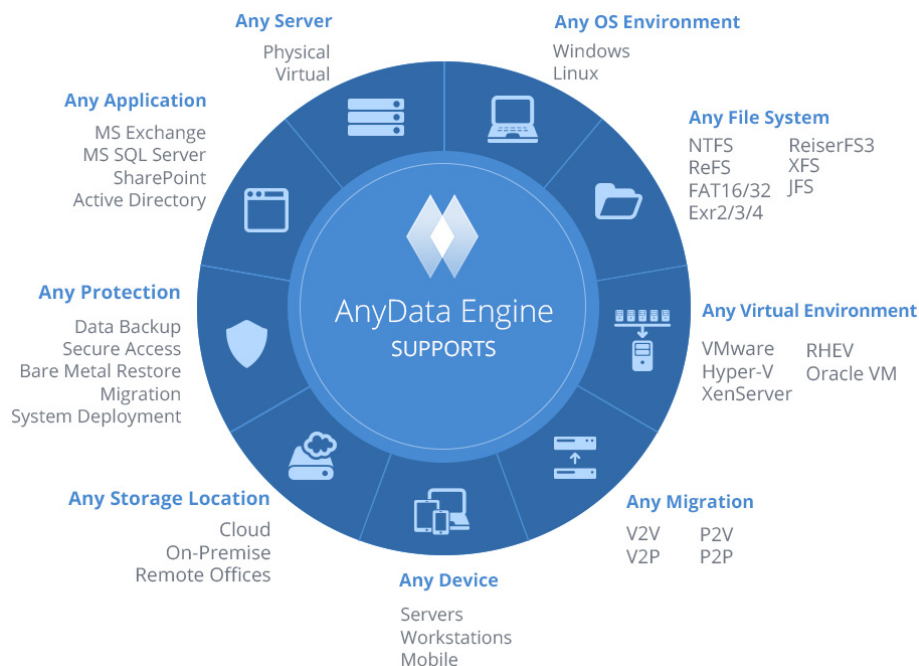 Any Server
Physical
Virtual
Any OS Environment
Windows
Linux
Any Application
MS Exchange
MS SQL Server
SharePoint
Active Directory
Any File System
NTFS
ReFS
FAT16/32
Exr2/3/4
ReiserFS3
XFS
JFS
AnyData Engine
SUPPORTS
Any Protection
Data Backup
Secure Access
Bare Metal Restore
Migration
System Deployment
Any Virtual Environment
VMware
Hyper-V
XenServer
RHEV
Oracle VM
Any Storage Location
Cloud
On-Premise
Remote Offices
Any Migration
V2V
V2P
P2V
P2P
Any Device
Servers
Workstations
Mobile